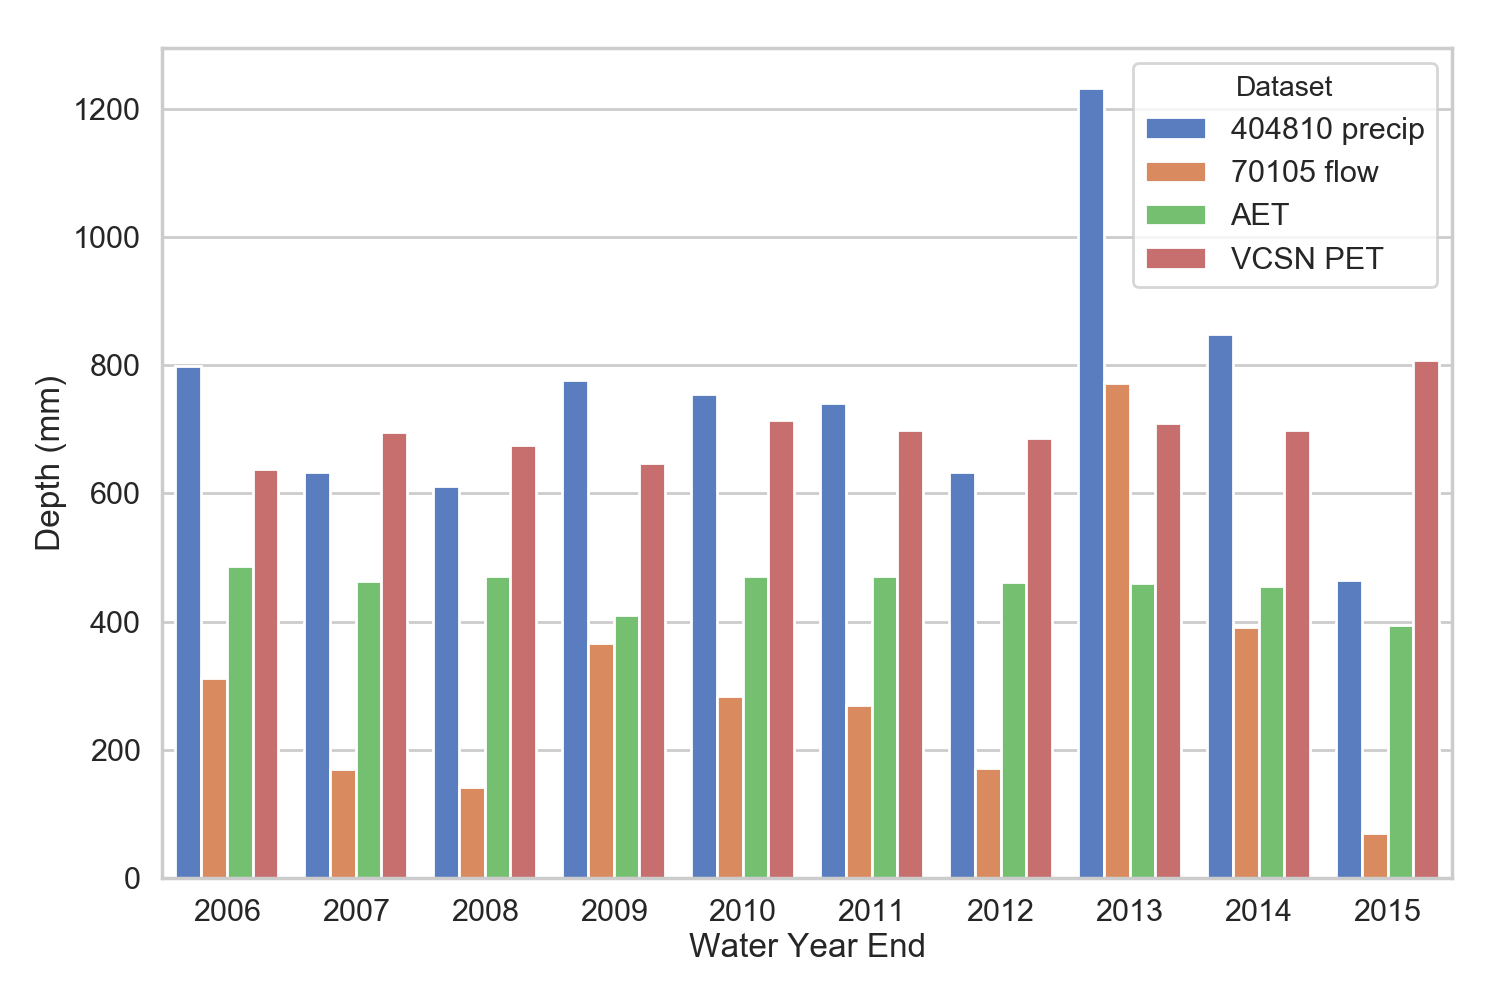 Dataset
404810 precip
70105 flow
AET
VCSN PET
1200
1000
800
600
400
200
0
Depth (mm)
2006 2007 2008 2009 2010 2011 2012 2013 2014 2015
Water Year End